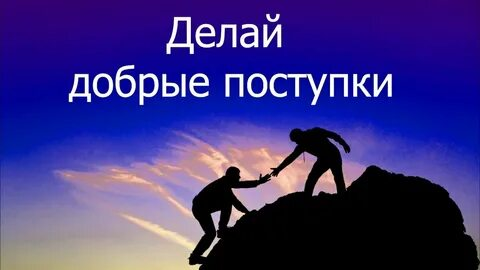 Делай
добрые поступки